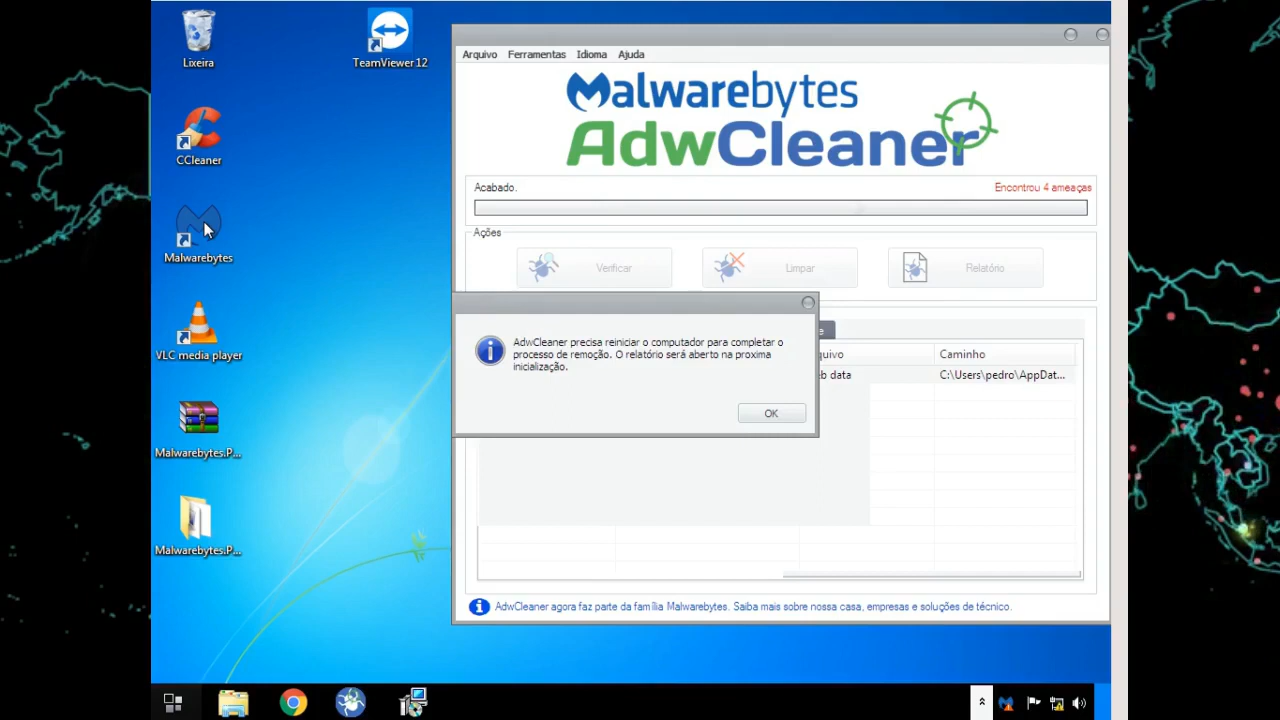 Lixeira
TeamViewer 12
CCleaner
Malwarebytes
VLC media player
Malwarebytes.P...
Malwarebytes.P...
Arquivo Ferramentas Idioma Ajuda
Malwarebytes
AdwCleaner
Acabado.
Encontrou 4 ameaças
Ações
Verificar
Limpar
Relatório
AdwCleaner precisa reiniciar o computador para completar o
processo de remoção. O relatório será aberto na proxima
inicialização.
OK
Caminho
C:\Users\pedro\AppDat...
AdwCleaner agora faz parte da família Malwarebytes. Saiba mais sobre nossa casa, empresas e soluções de técnico.